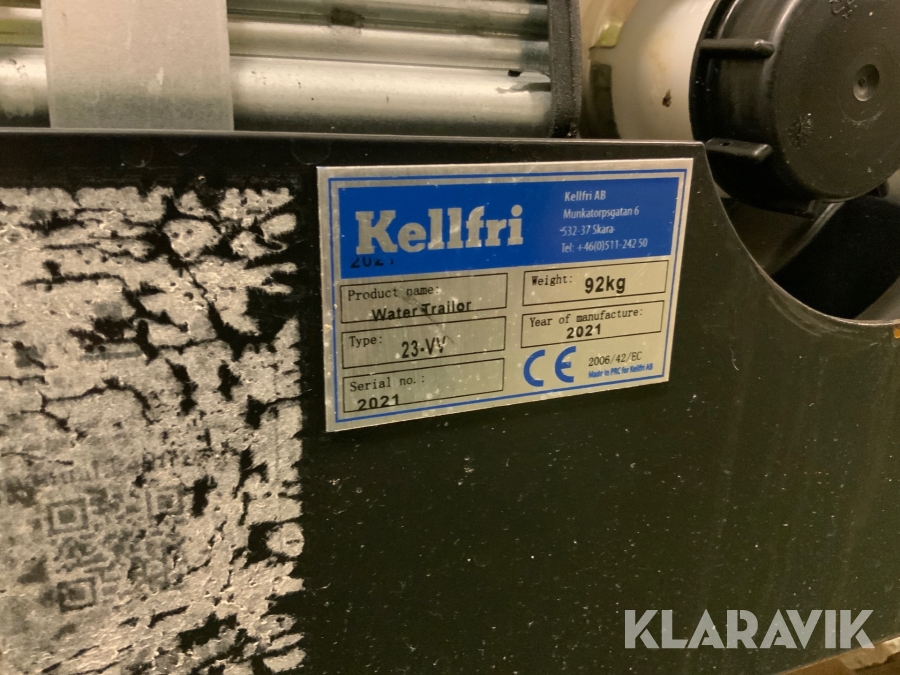 Kellfri
Kellfri AB
Munkatorpsgatan 6
532 37 Skara
Tel: +46(0)511-242 50
2021
Product name:
Water Trailor
Type:
23-VV
Serial no.:
2021
Weight: 92kg
Year of manufacture:
2021
CE 2006/42/EC
Made in PRC for Kellfri AB
KLARAVIK